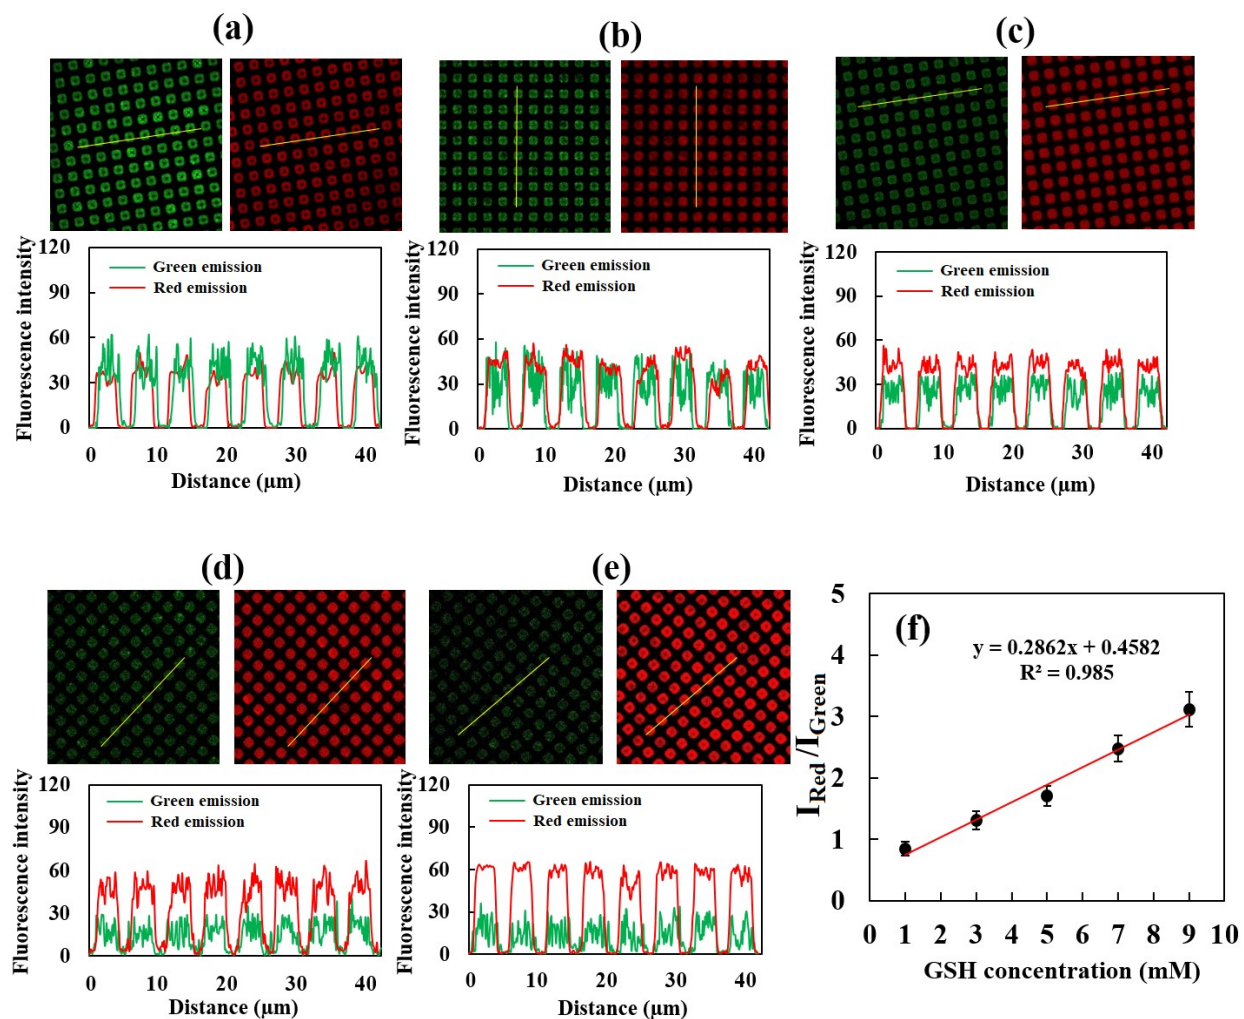 (a)
(b)
(c)
120
90
60
30
0
Fluorescence intensity
Green emission
Red emission
0 10 20 30 40
Distance (μm)
120
90
60
30
0
Fluorescence intensity
Green emission
Red emission
0 10 20 30 40
Distance (μm)
120
90
60
30
0
Fluorescence intensity
Green emission
Red emission
0 10 20 30 40
Distance (μm)
(d)
(e)
120
90
60
30
0
Fluorescence intensity
Green emission
Red emission
0 10 20 30 40
Distance (μm)
120
90
60
30
0
Fluorescence intensity
Green emission
Red emission
0 10 20 30 40
Distance (μm)
(f)
y = 0.2862x + 0.4582
R² = 0.985
5
4
3
2
1
0
I Red /I Green
0 1 2 3 4 5 6 7 8 9 10
GSH concentration (mM)